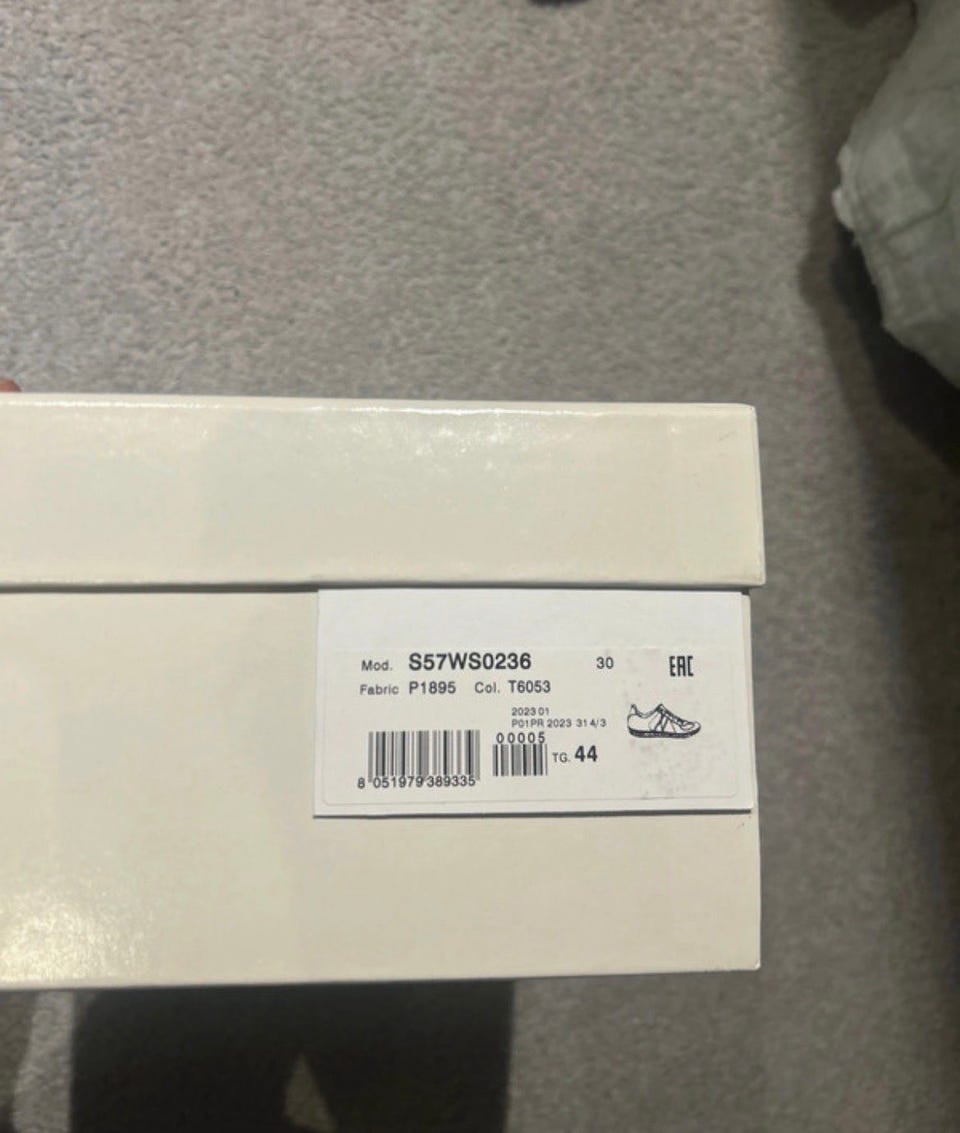 Mod. S57WS0236 30 EAC
Fabric P1895 Col. T6053
2023 01
P01PR 2023 31 4/3
00005
TG. 44
8 051979 389335